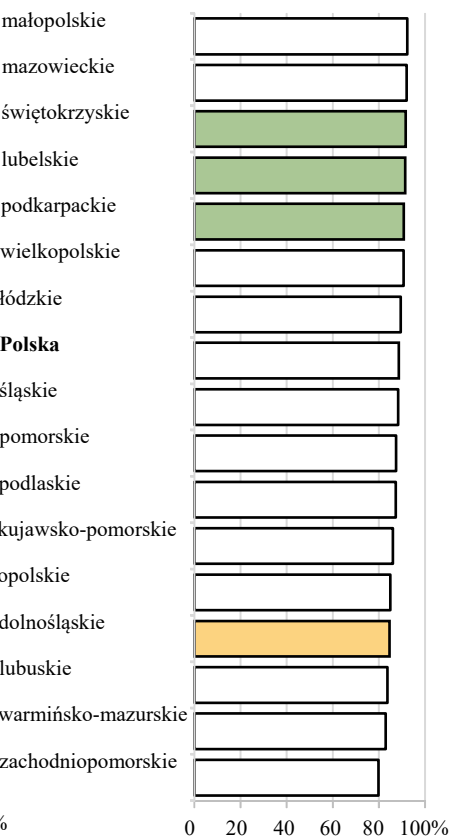 małopolskie
mazowieckie
świętokrzyskie
lubelskie
podkarpackie
wielkopolskie
łódzkie
Polska
śląskie
pomorskie
podlaskie
kujawsko-pomorskie
opolskie
dolnośląskie
lubuskie
warmińsko-mazurskie
zachodniopomorskie
% 0 20 40 60 80 100%